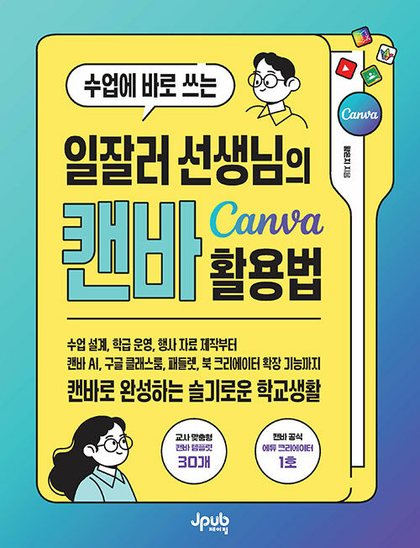 수업에 바로 쓰는
일잘러 선생님의
캔바 Canva
활용법
Canva
황은지 지음
수업 설계, 학급 운영, 행사 자료 제작부터
캔바 AI, 구글 클래스룸, 패들렛, 북 크리에이터 확장 기능까지
캔바로 완성하는 슬기로운 학교생활
교사 맞춤형
캔바 템플릿
30개
캔바 공식
에듀 크리에이터
1호
Jpub
제이펍